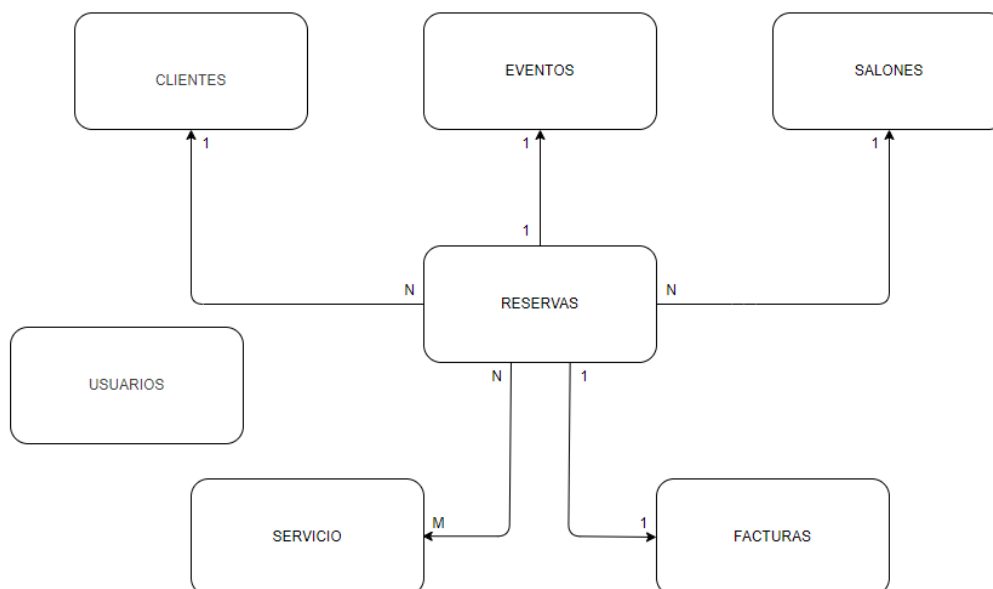 CLIENTES
EVENTOS
SALONES
1
1
1
1
N
RESERVAS
N
USUARIOS
N
1
SERVICIO
M
1
FACTURAS